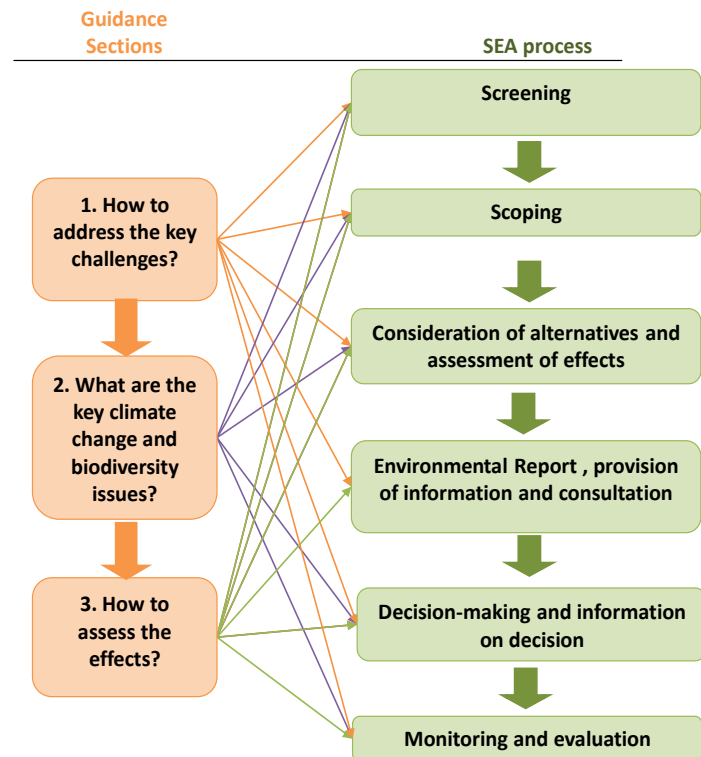 Guidance
Sections
SEA process
Screening
Scoping
1. How to
address the key
challenges?
Consideration of alternatives and
assessment of effects
2. What are the
key climate
change and
biodiversity
issues?
Environmental Report , provision
of information and consultation
3. How to
assess the
effects?
Decision-making and information
on decision
Monitoring and evaluation